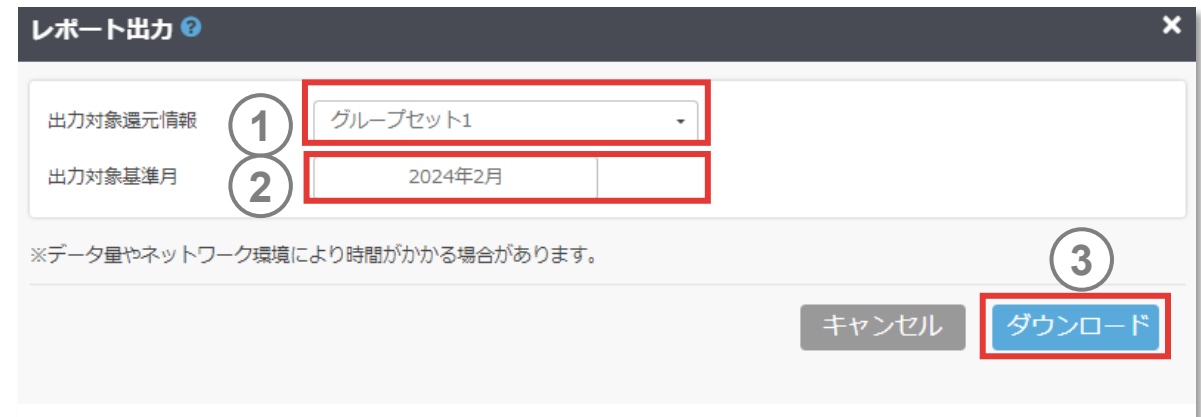 レポート出力 ?
×
出力対象還元情報 1 グループセット1
出力対象基準月 2 2024年2月
※データ量やネットワーク環境により時間がかかる場合があります。
3
キャンセル ダウンロード